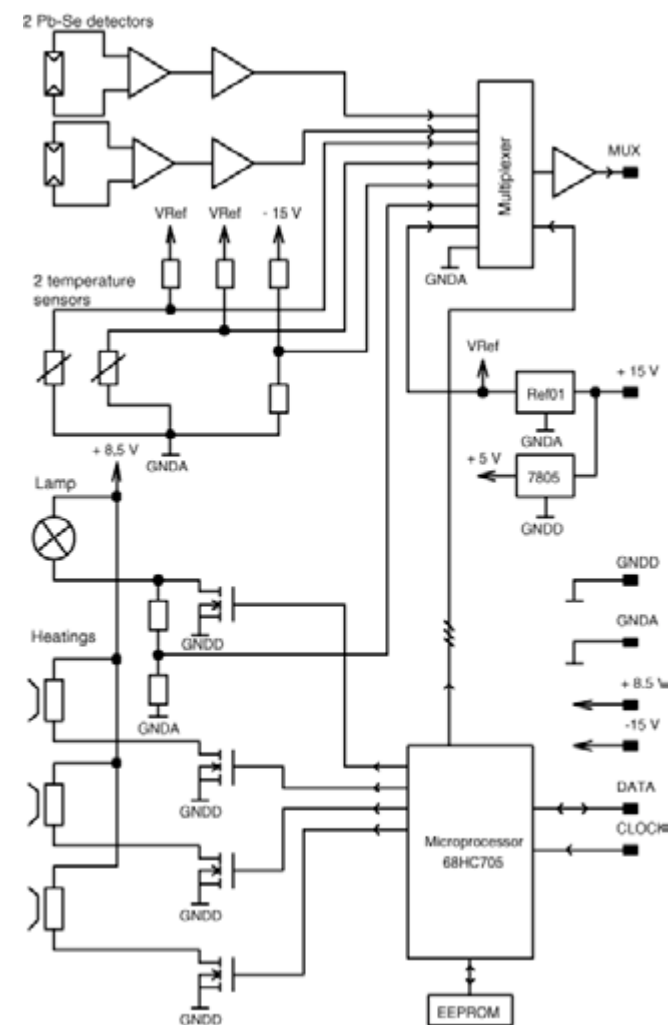 2 Pb-Se detectors
Multiplexer
MUX
VRef
VRef
- 15 V
GNDA
2 temperature
sensors
VRef
+ 15 V
Ref01
GNDA
+ 8,5 V
GNDA
+ 5 V
7805
GNDD
Lamp
GNDD
GNDD
Heatings
GNDA
GNDA
+ 8.5
-15 V
GNDD
DATA
Microprocessor
68HC705
CLOCK
GNDD
GNDD
EEPROM